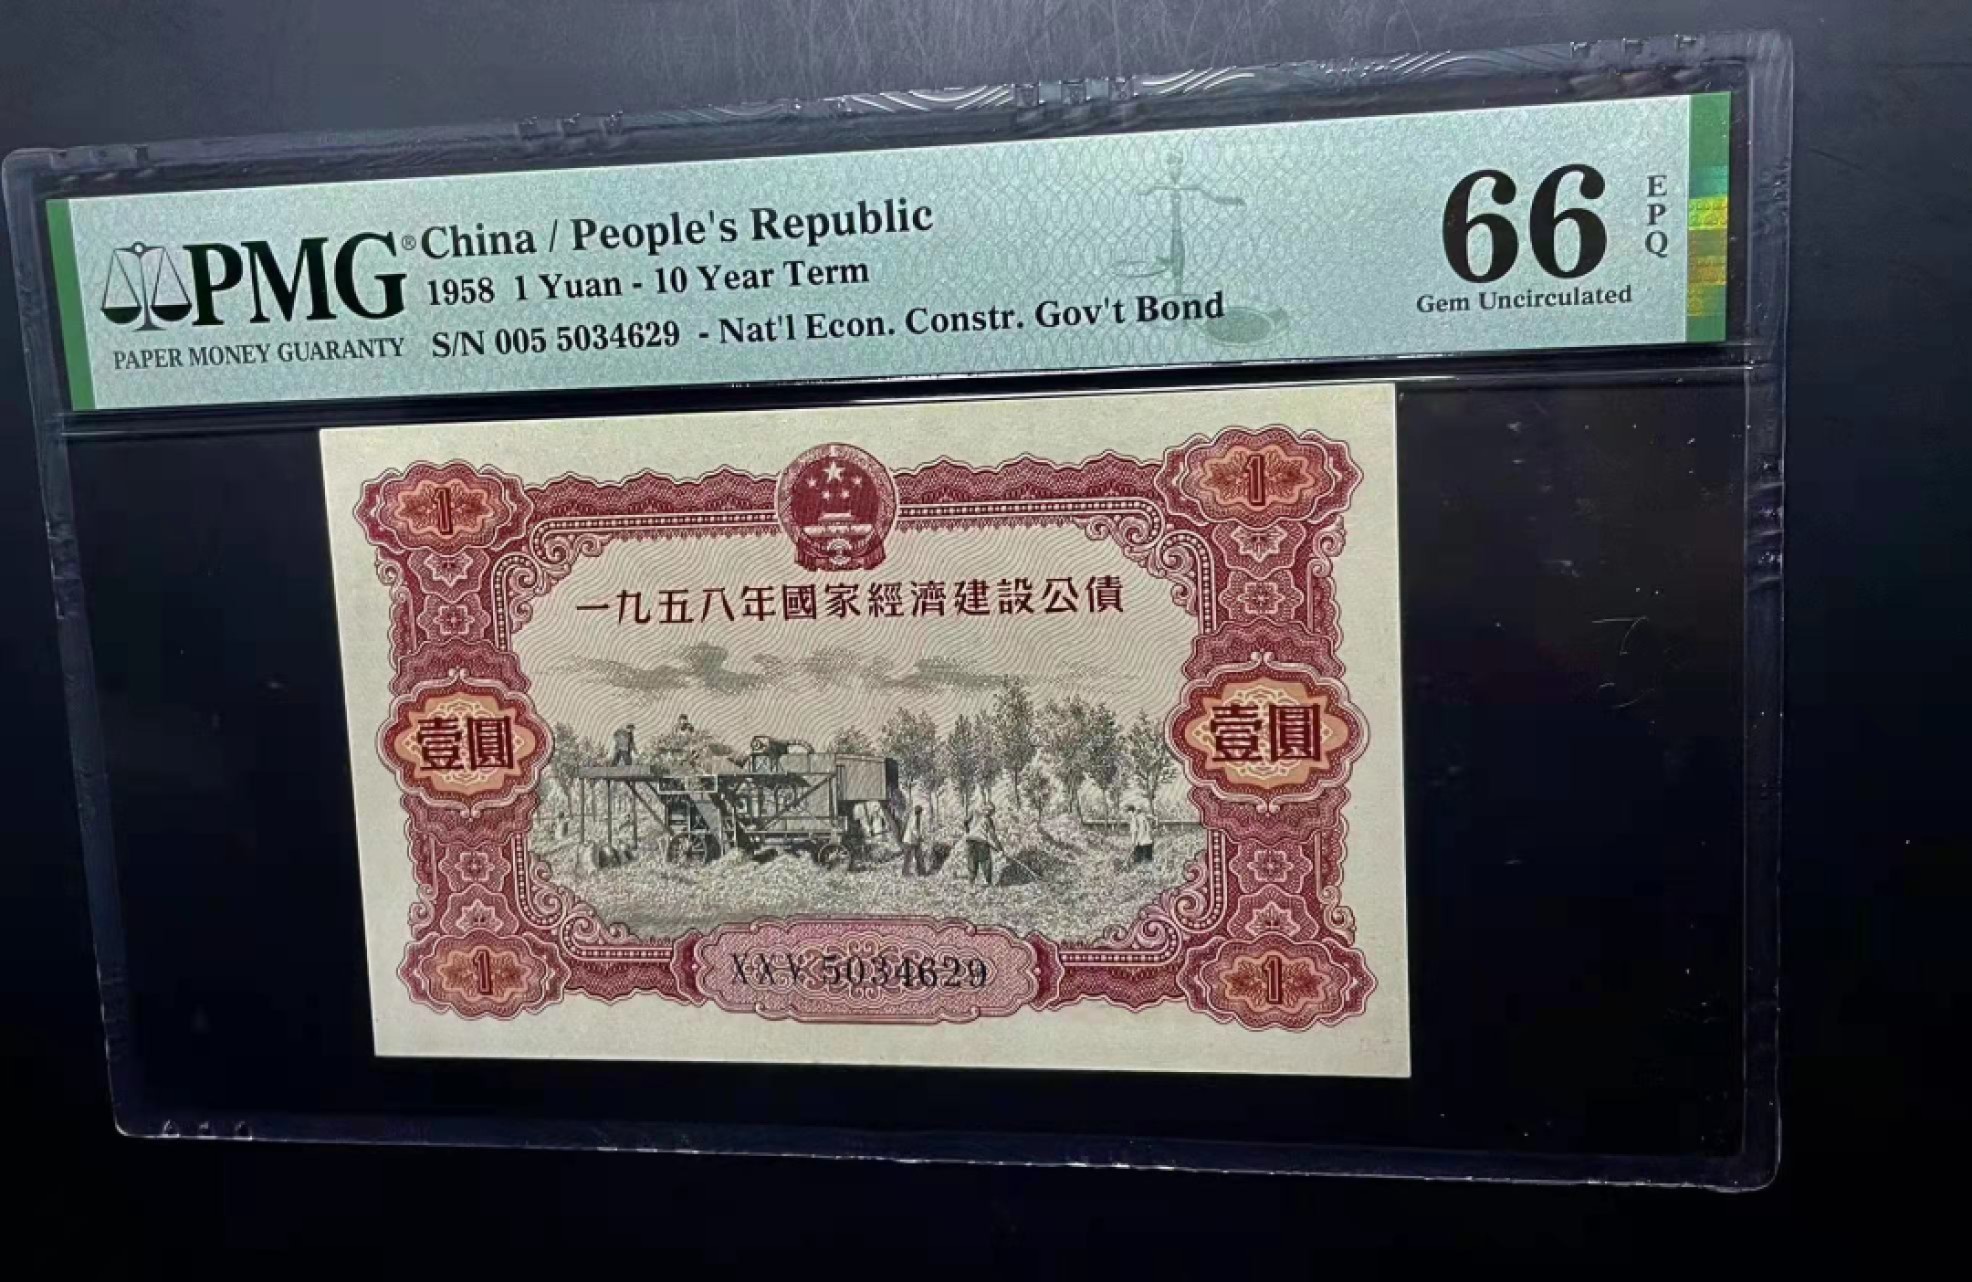 PMG® China / People's Republic
1958 1 Yuan - 10 Year Term
PAPER MONEY GUARANTY S/N 005 5034629 - Nat'l Econ. Constr. Gov't Bond
66 EPQ
Gem Uncirculated
1 1
一九五八年國家經濟建設公債
壹圓 壹圓
XXV 5034629
1 1